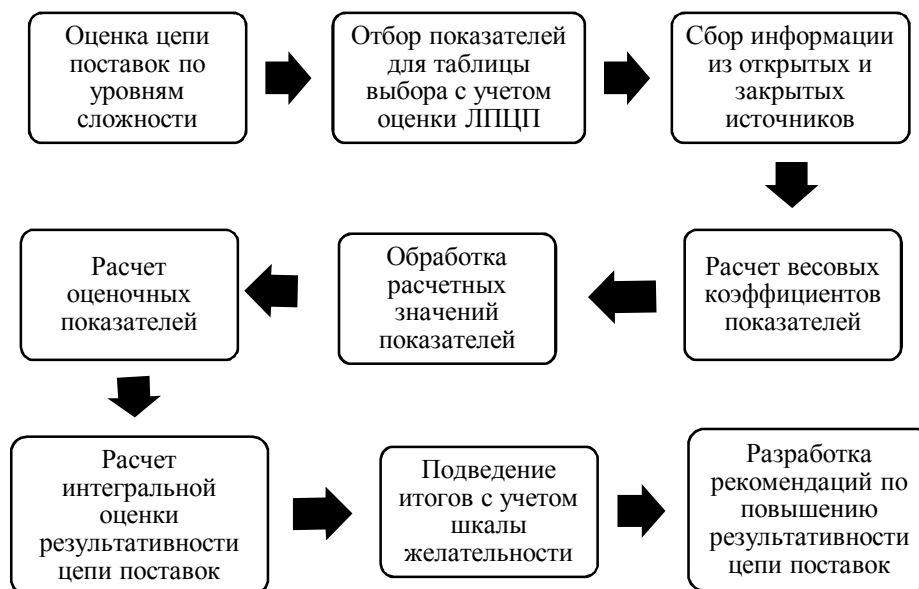 Оценка цепи
поставок по
уровням
сложности
Отбор показателей
для таблицы
выбора с учетом
оценки ЛПЦП
Сбор информации
из открытых и
закрытых
источников
Расчет весовых
коэффициентов
показателей
Обработка
расчетных
значений
показателей
Расчет
оценочных
показателей
Расчет
интегральной
оценки
результативности
цепи поставок
Подведение
итогов с учетом
шкалы
желательности
Разработка
рекомендаций по
повышению
результативности
цепи поставок